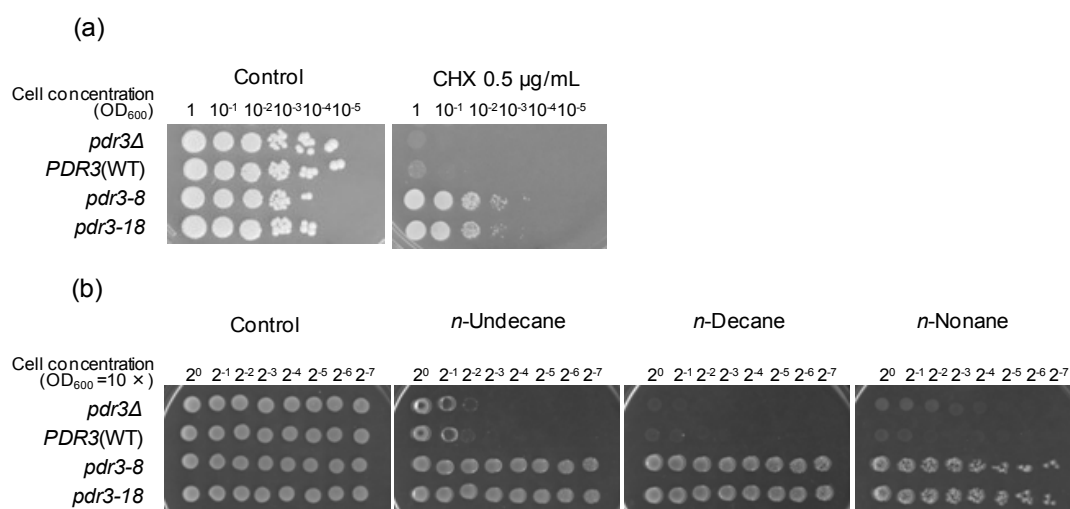 (a)
Control CHX 0.5 µg/mL
Cell concentration
(OD₆₀₀) 1 10⁻¹ 10⁻² 10⁻³ 10⁻⁴ 10⁻⁵ 1 10⁻¹ 10⁻² 10⁻³ 10⁻⁴ 10⁻⁵
pdr3Δ
PDR3(WT)
pdr3-8
pdr3-18
(b)
Control n-Undecane n-Decane n-Nonane
Cell concentration
(OD₆₀₀ =10 ×) 2⁰ 2⁻¹ 2⁻² 2⁻³ 2⁻⁴ 2⁻⁵ 2⁻⁶ 2⁻⁷ 2⁰ 2⁻¹ 2⁻² 2⁻³ 2⁻⁴ 2⁻⁵ 2⁻⁶ 2⁻⁷ 2⁰ 2⁻¹ 2⁻² 2⁻³ 2⁻⁴ 2⁻⁵ 2⁻⁶ 2⁻⁷ 2⁰ 2⁻¹ 2⁻² 2⁻³ 2⁻⁴ 2⁻⁵ 2⁻⁶ 2⁻⁷
pdr3Δ
PDR3(WT)
pdr3-8
pdr3-18